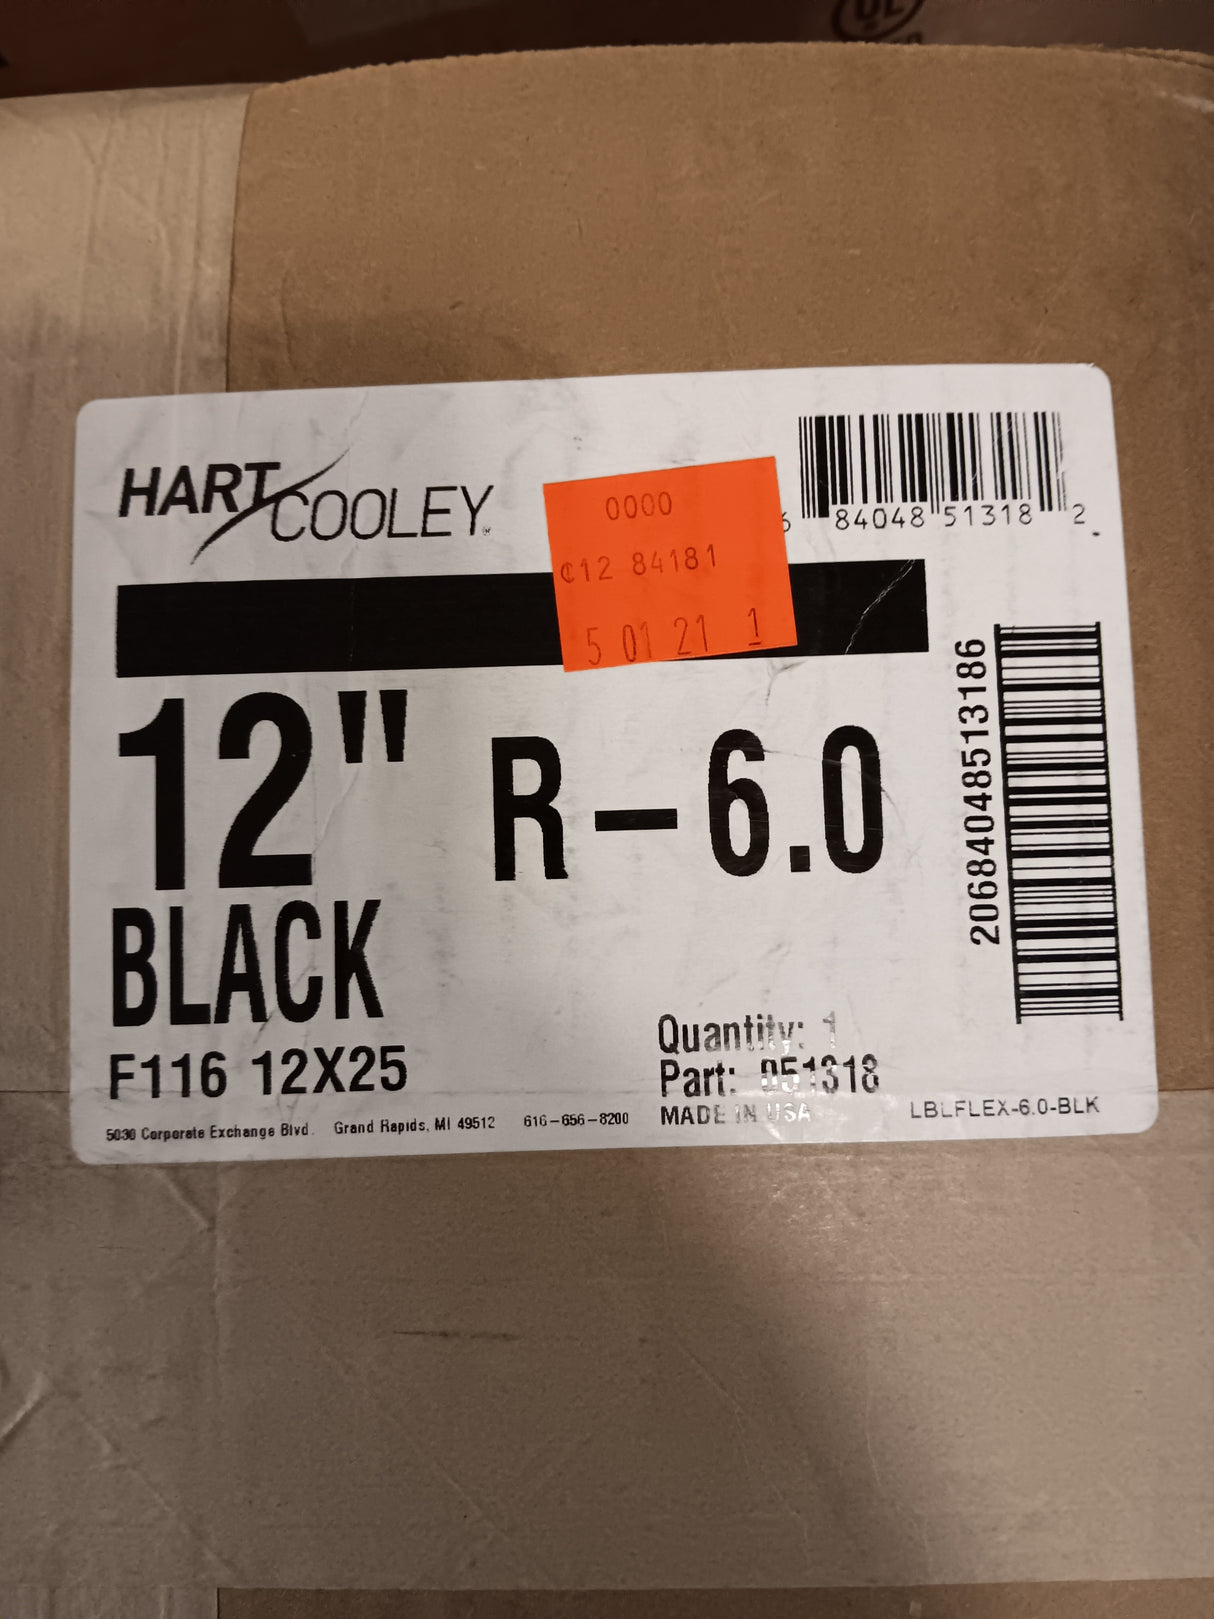 UL
HART COOLEY
6 84048 51318 2
0000
¢12 84181
5 01 21 1
12" R-6.0
BLACK
F116 12X25
20684048513186
Quantity: 1
Part: 051318
MADE IN USA
LBLFLEX-6.0-BLK
5030 Corporate Exchange Blvd. Grand Rapids, MI 49512 616-656-8200